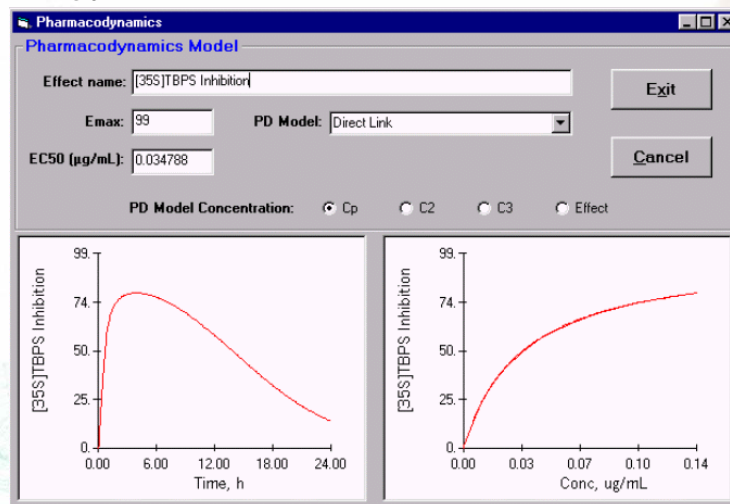 Pharmacodynamics
Pharmacodynamics Model
Effect name: [35S]TBPS Inhibition
Exit
Emax: 99 PD Model: Direct Link
EC50 (µg/mL): 0.034788
Cancel
PD Model Concentration: Cp C2 C3 Effect
[35S]TBPS Inhibition
99.
74.
50.
25.
0.
0.00 6.00 12.00 18.00 24.00
Time, h
[35S]TBPS Inhibition
99.
74.
50.
25.
0.
0.00 0.03 0.07 0.10 0.14
Conc, ug/mL